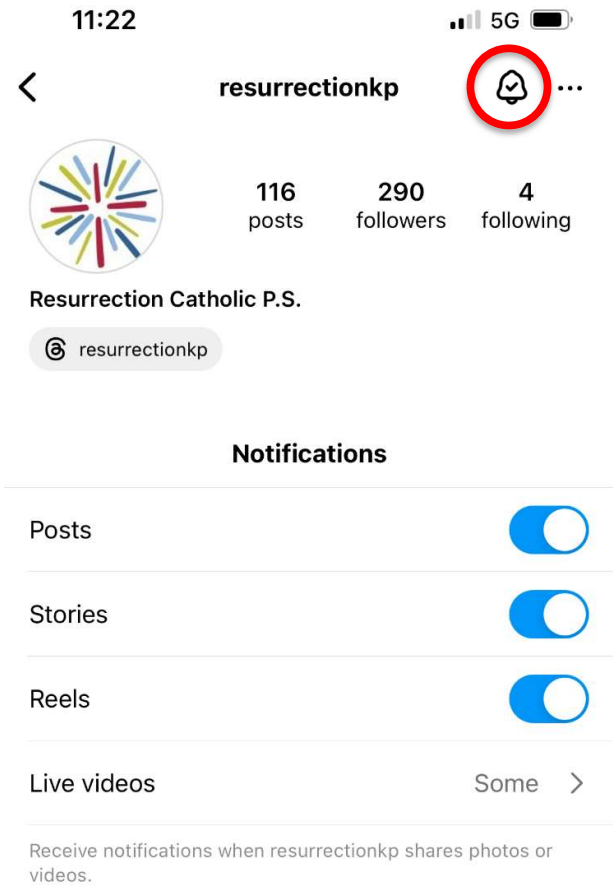 11:22 5G
resurrectionkp
116 290 4
posts followers following
Resurrection Catholic P.S.
resurrectionkp
Notifications
Posts
Stories
Reels
Live videos Some
Receive notifications when resurrectionkp shares photos or
videos.